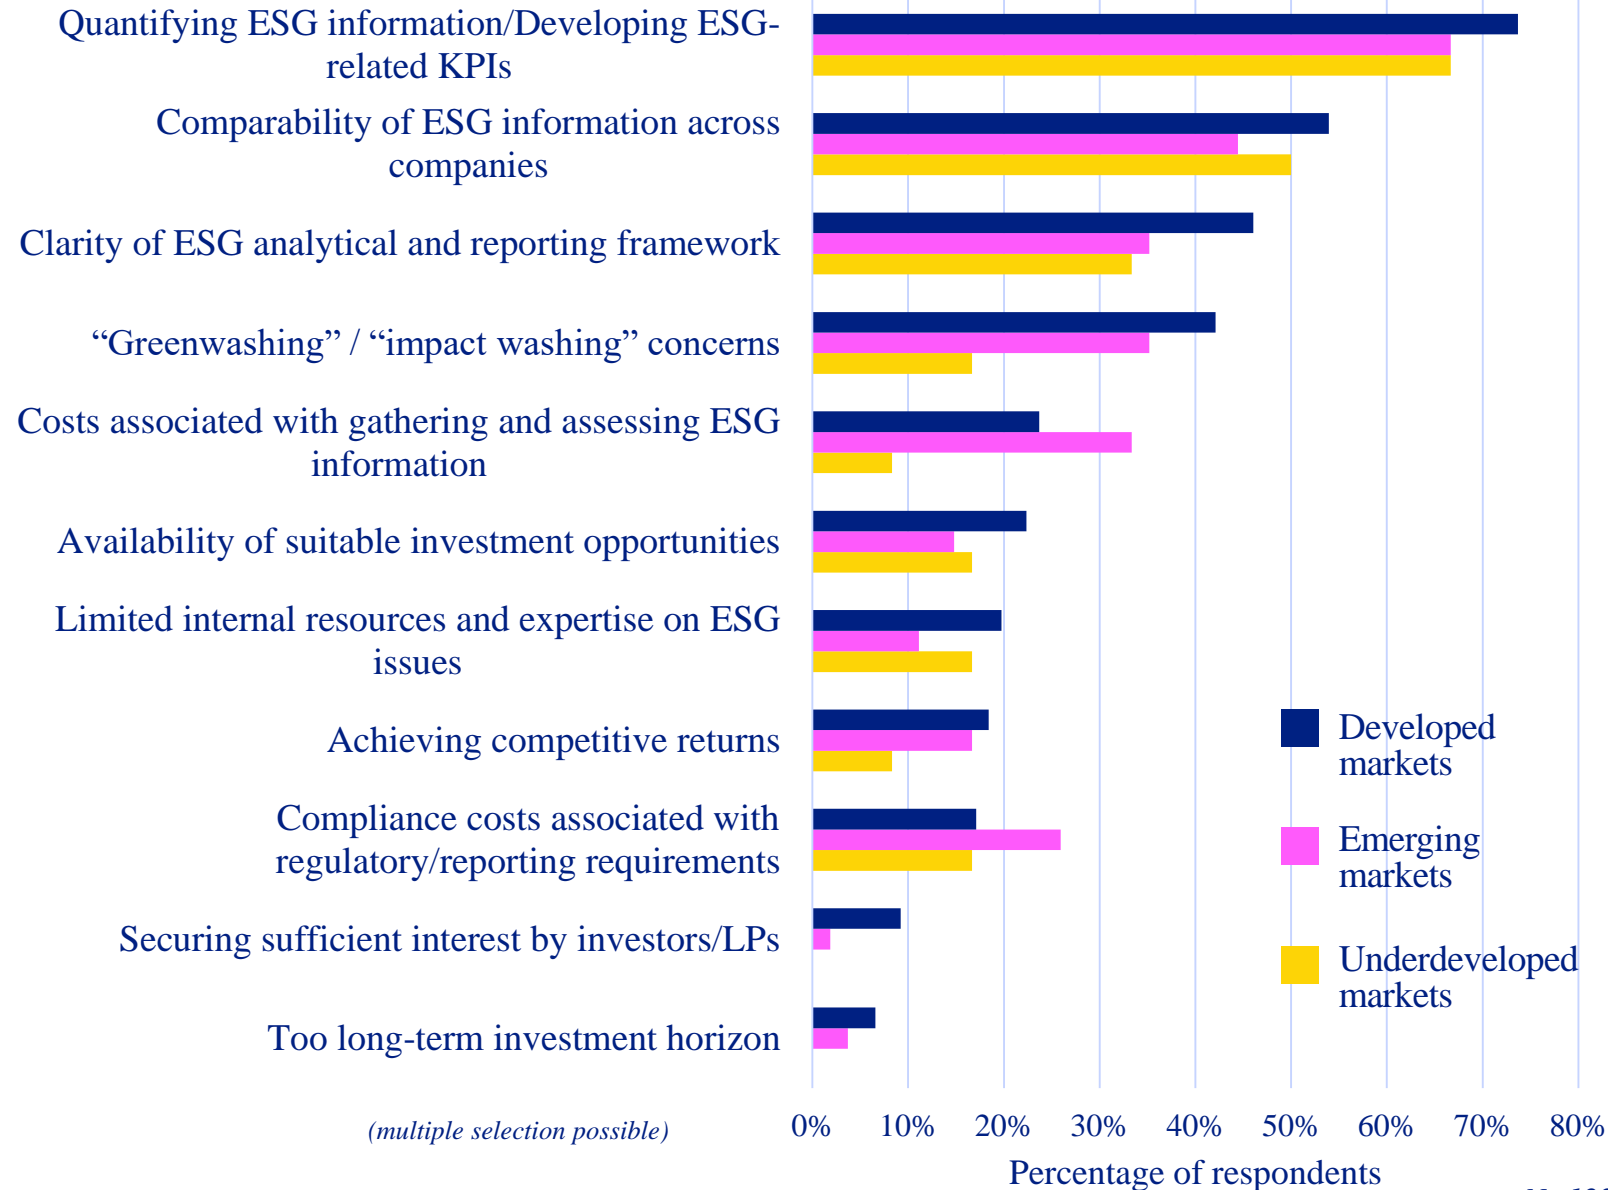 Quantifying ESG information/Developing ESG-
related KPIs
Comparability of ESG information across
companies
Clarity of ESG analytical and reporting framework
“Greenwashing” / “impact washing” concerns
Costs associated with gathering and assessing ESG
information
Availability of suitable investment opportunities
Limited internal resources and expertise on ESG
issues
Achieving competitive returns
Compliance costs associated with
regulatory/reporting requirements
Securing sufficient interest by investors/LPs
Too long-term investment horizon
Developed
markets
Emerging
markets
Underdeveloped
markets
(multiple selection possible)
0% 10% 20% 30% 40% 50% 60% 70% 80%
Percentage of respondents